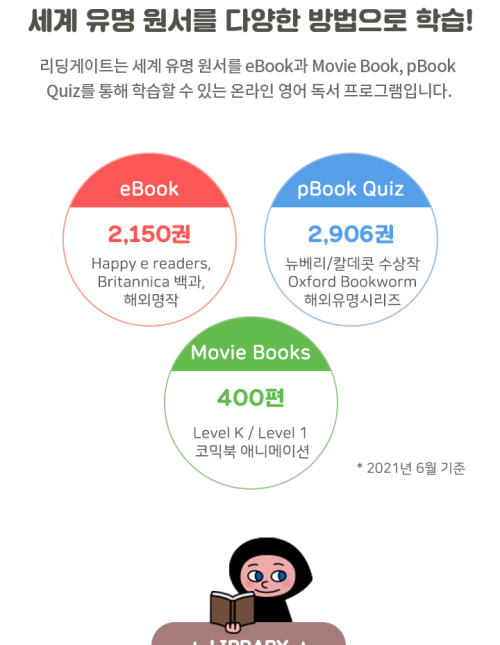 세계 유명 원서를 다양한 방법으로 학습!
리딩게이트는 세계 유명 원서를 eBook과 Movie Book, pBook
Quiz를 통해 학습할 수 있는 온라인 영어 독서 프로그램입니다.
eBook
2,150권
Happy e readers,
Britannica 백과,
해외명작
pBook Quiz
2,906권
뉴베리/칼데콧 수상작
Oxford Bookworm
해외유명시리즈
Movie Books
400편
Level K / Level 1
코믹북 애니메이션
* 2021년 6월 기준
LIBRARY